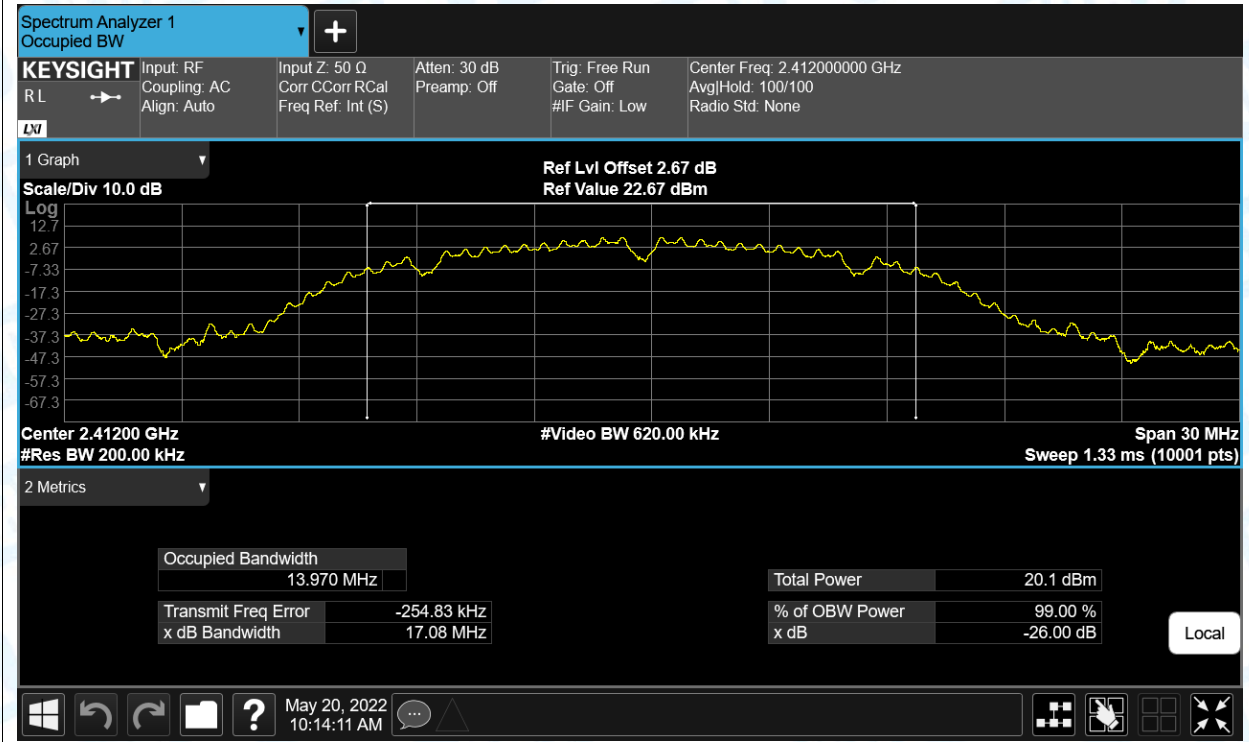 Spectrum Analyzer 1
Occupied BW
KEYSIGHT
R L
LXI
Input: RF
Coupling: AC
Align: Auto
Input Z: 50 Ω
Corr CCorr RCal
Freq Ref: Int (S)
Atten: 30 dB
Preamp: Off
Trig: Free Run
Gate: Off
#IF Gain: Low
Center Freq: 2.412000000 GHz
Avg|Hold: 100/100
Radio Std: None
1 Graph
Scale/Div 10.0 dB
Ref Lvl Offset 2.67 dB
Ref Value 22.67 dBm
Log
12.7
2.67
-7.33
-17.3
-27.3
-37.3
-47.3
-57.3
-67.3
Center 2.41200 GHz
#Video BW 620.00 kHz
Span 30 MHz
#Res BW 200.00 kHz
Sweep 1.33 ms (10001 pts)
2 Metrics
Occupied Bandwidth
13.970 MHz
Total Power 20.1 dBm
Transmit Freq Error -254.83 kHz
% of OBW Power 99.00 %
x dB Bandwidth 17.08 MHz
x dB -26.00 dB
Local
?
May 20, 2022
10:14:11 AM